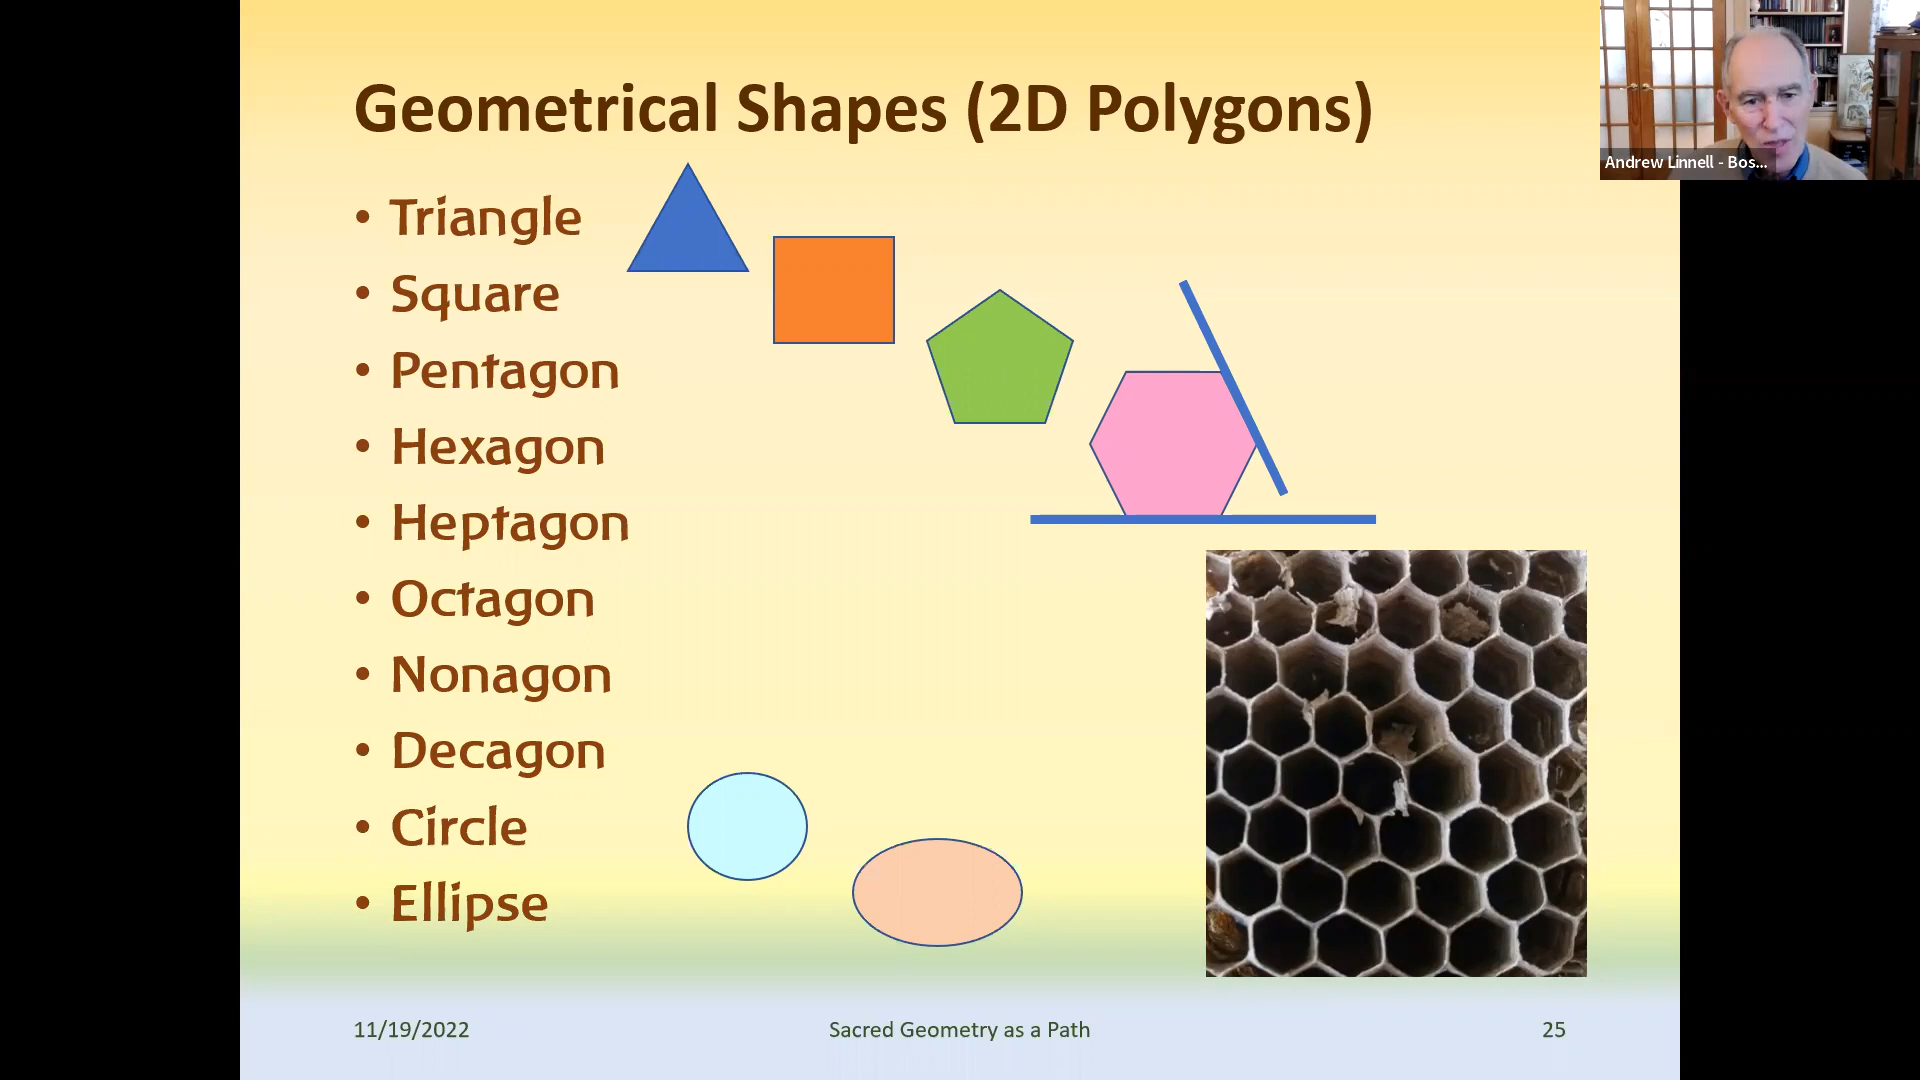 Geometrical Shapes (2D Polygons)
• Triangle
• Square
• Pentagon
• Hexagon
• Heptagon
• Octagon
• Nonagon
• Decagon
• Circle
• Ellipse
11/19/2022
Sacred Geometry as a Path
25
Andrew Linnell - Bos...